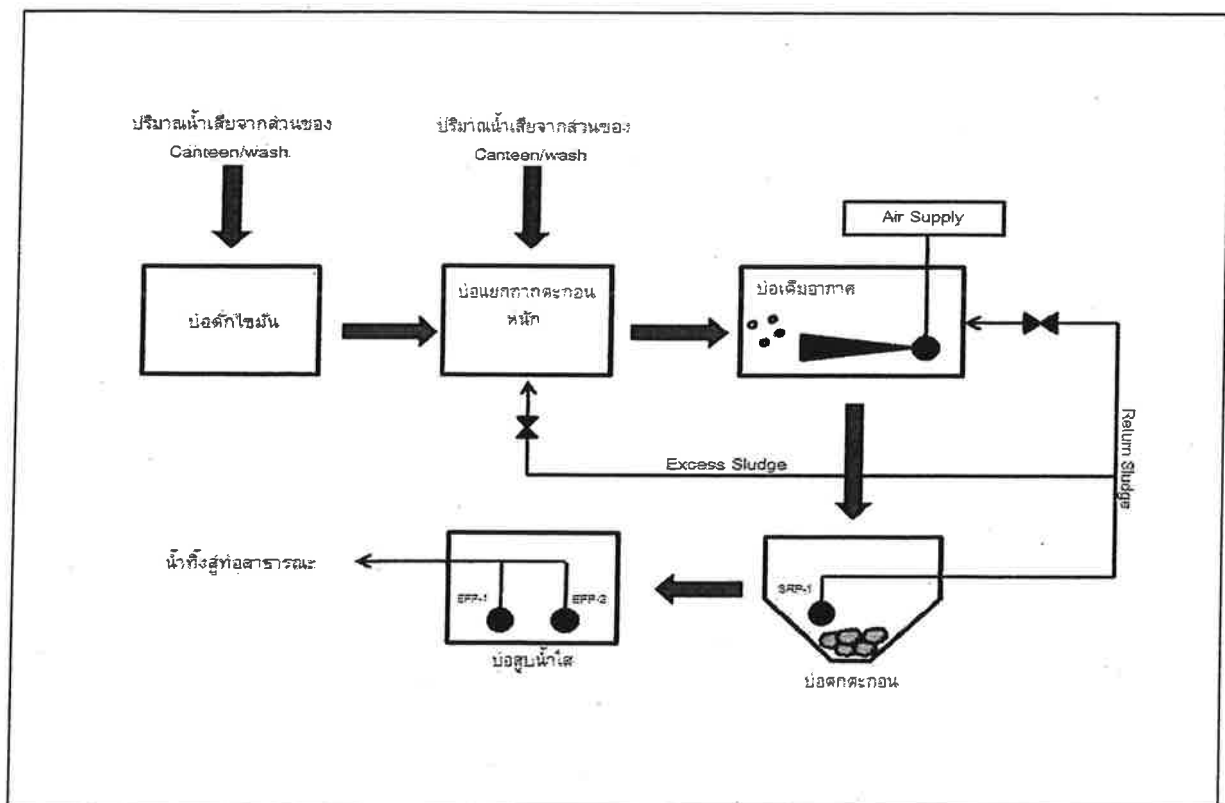 ปริมาณน้ำเสียจากส่วนของ
Canteen/wash.
ปริมาณน้ำเสียจากส่วนของ
Canteen/wash
Air Supply
บ่อดักไขมัน
บ่อแยกกากตะกอน
หนัก
บ่อเติมอากาศ
Return Sludge
Excess Sludge
น้ำทิ้งสู่ท่อสาธารณะ
EFP-1
EFP-2
SRP-1
บ่อสูบน้ำใส
บ่อตกตะกอน